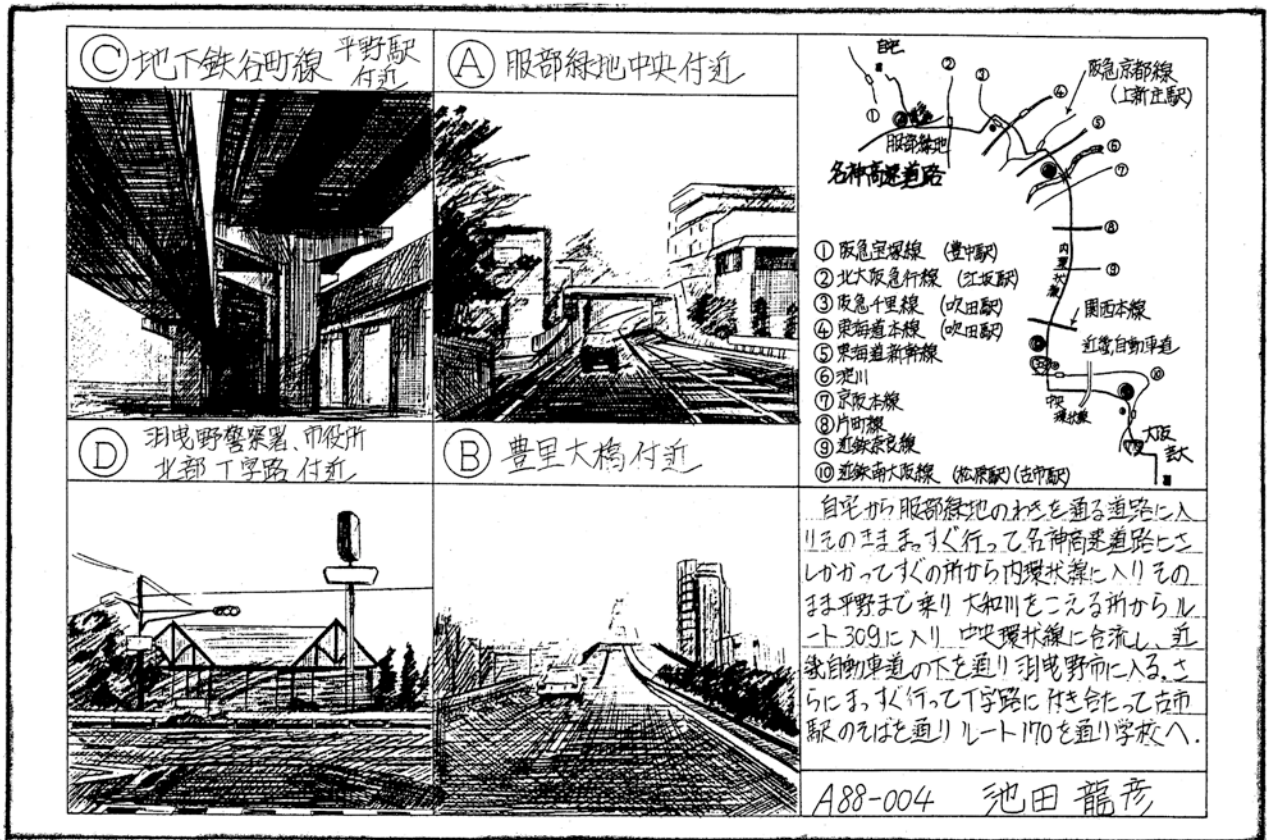 Ⓒ地下鉄谷町線 平野駅付近
Ⓐ服部緑地中央付近
Ⓓ羽曳野警察署、市役所
北部丁字路付近
Ⓑ豊里大橋付近
自宅
①
②
③
④
⑤
⑥
⑦
⑧
⑨
⑩
阪急京都線
(上新庄駅)
服部緑地
名神高速道路
内環状線
関西本線
近畿自動車道
中央
環状線
大阪
芸大
①阪急宝塚線 (豊中駅)
②北大阪急行線 (江坂駅)
③阪急千里線 (吹田駅)
④東海道本線 (吹田駅)
⑤東海道新幹線
⑥淀川
⑦京阪本線
⑧片町線
⑨近鉄奈良線
⑩近鉄南大阪線 (松原駅)(古市駅)
自宅から服部緑地のわきを通る道路に入
りそのまままっすぐ行って名神高速道路にさ
しかかってすぐの所から内環状線に入りその
まま平野まで乗り 大和川をこえる所からル
ート309に入り 中央環状線に合流し、近
畿自動車道の下を通り羽曳野市に入る。さ
らにまっすぐ行って丁字路に付き合たって古市
駅のそばを通りルート170を通り学校へ.
A88-004 池田 龍彦